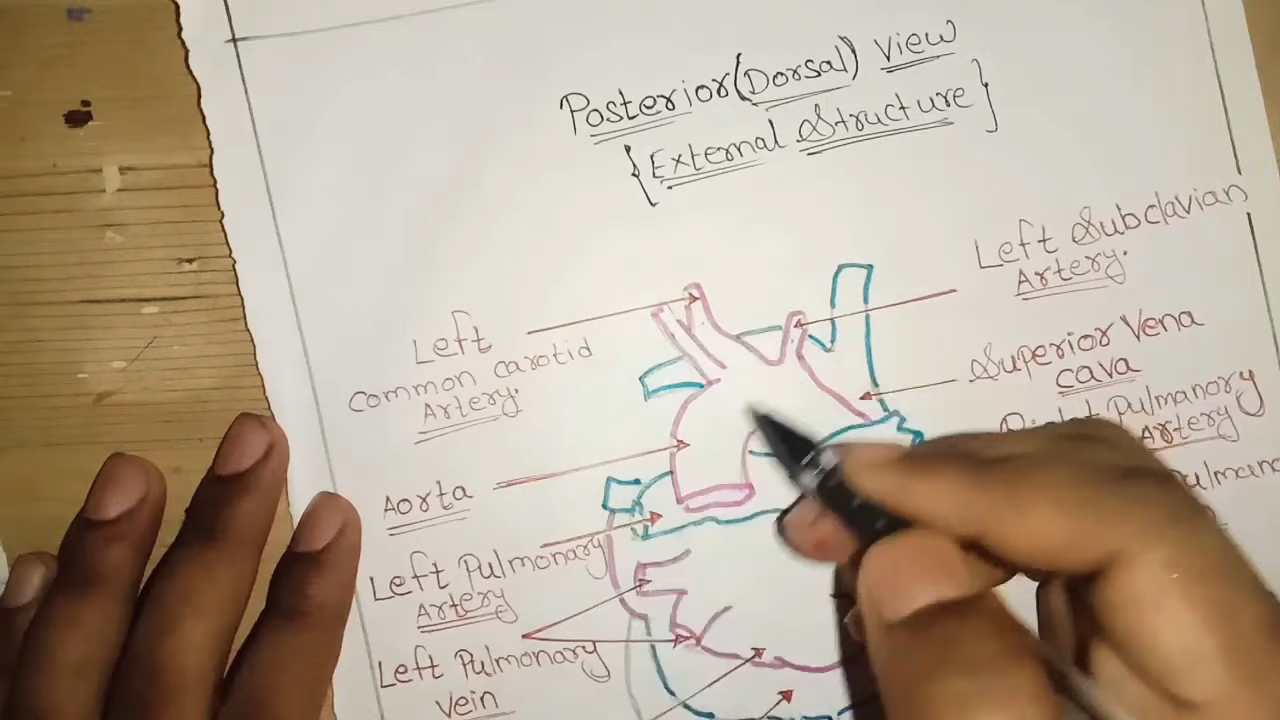 Posterior (Dorsal) View
{External Structure}
Left
common carotid
Artery.
Aorta
Left Pulmonary
Artery
Left Pulmonary
vein
Left Subclavian
Artery.
Superior Vena
cava
Pulmanory
Artery